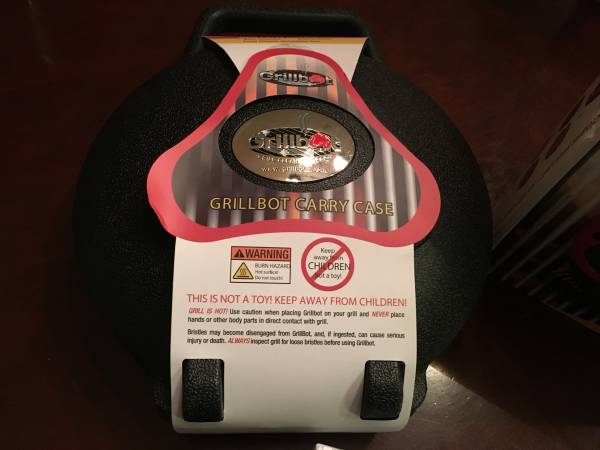 Grillbot
Grillbot
GRILLBOT CARRY CASE
WARNING
BURN HAZARD
Hot surface!
Do not touch!
Keep
away from
CHILDREN
Not a toy!
THIS IS NOT A TOY! KEEP AWAY FROM CHILDREN!
GRILL IS HOT! Use caution when placing Grillbot on your grill and NEVER place
hands or other body parts in direct contact with grill.
Bristles may become disengaged from GrillBot, and, if ingested, can cause serious
injury or death. ALWAYS inspect grill for loose bristles before using Grillbot.